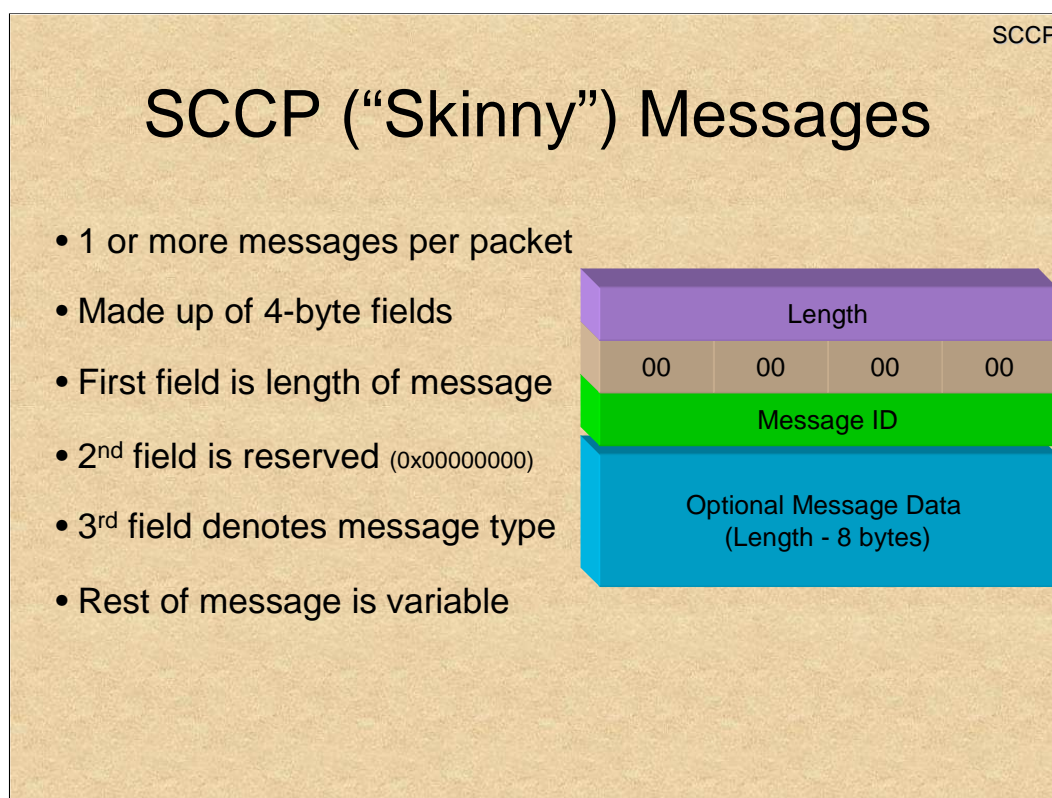 SCCP
SCCP (“Skinny”) Messages
• 1 or more messages per packet
• Made up of 4-byte fields
• First field is length of message
• 2nd field is reserved (0x00000000)
• 3rd field denotes message type
• Rest of message is variable
Length
00 00 00 00
Message ID
Optional Message Data
(Length - 8 bytes)